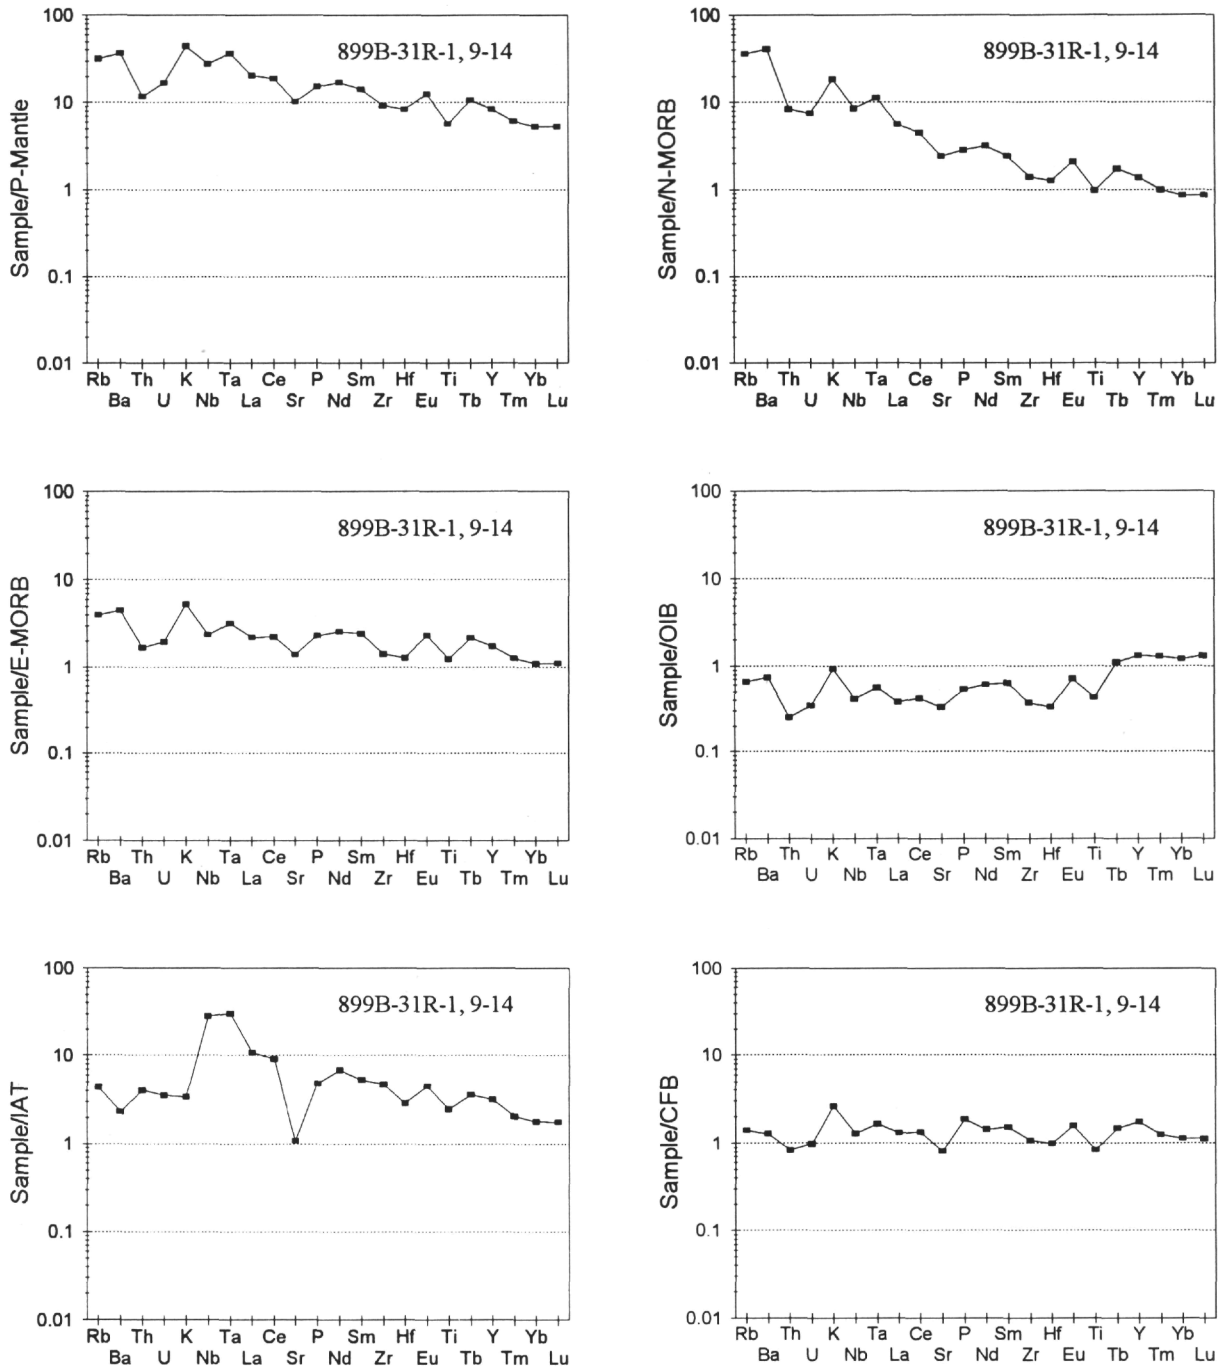 899B-31R-1, 9-14
Sample/P-Mantle
100
10
1
0.1
0.01
Rb Th K Ta Ce P Sm Hf Ti Y Yb
Ba U Nb La Sr Nd Zr Eu Tb Tm Lu
899B-31R-1, 9-14
Sample/N-MORB
100
10
1
0.1
0.01
Rb Th K Ta Ce P Sm Hf Ti Y Yb
Ba U Nb La Sr Nd Zr Eu Tb Tm Lu
899B-31R-1, 9-14
Sample/E-MORB
100
10
1
0.1
0.01
Rb Th K Ta Ce P Sm Hf Ti Y Yb
Ba U Nb La Sr Nd Zr Eu Tb Tm Lu
899B-31R-1, 9-14
Sample/OIB
100
10
1
0.1
0.01
Rb Th K Ta Ce P Sm Hf Ti Y Yb
Ba U Nb La Sr Nd Zr Eu Tb Tm Lu
899B-31R-1, 9-14
Sample/IAT
100
10
1
0.1
0.01
Rb Th K Ta Ce P Sm Hf Ti Y Yb
Ba U Nb La Sr Nd Zr Eu Tb Tm Lu
899B-31R-1, 9-14
Sample/CFB
100
10
1
0.1
0.01
Rb Th K Ta Ce P Sm Hf Ti Y Yb
Ba U Nb La Sr Nd Zr Eu Tb Tm Lu